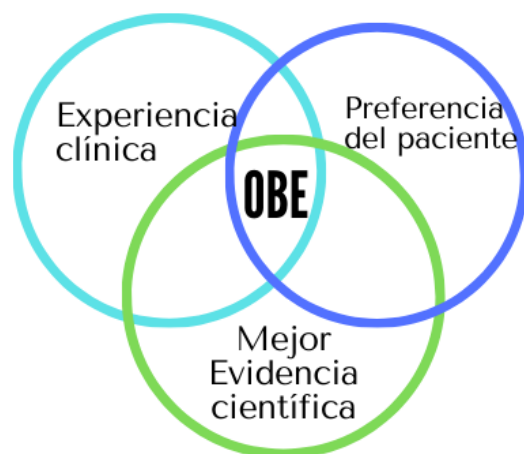 Experiencia
clínica
Preferencia
del paciente
OBE
Mejor
Evidencia
científica